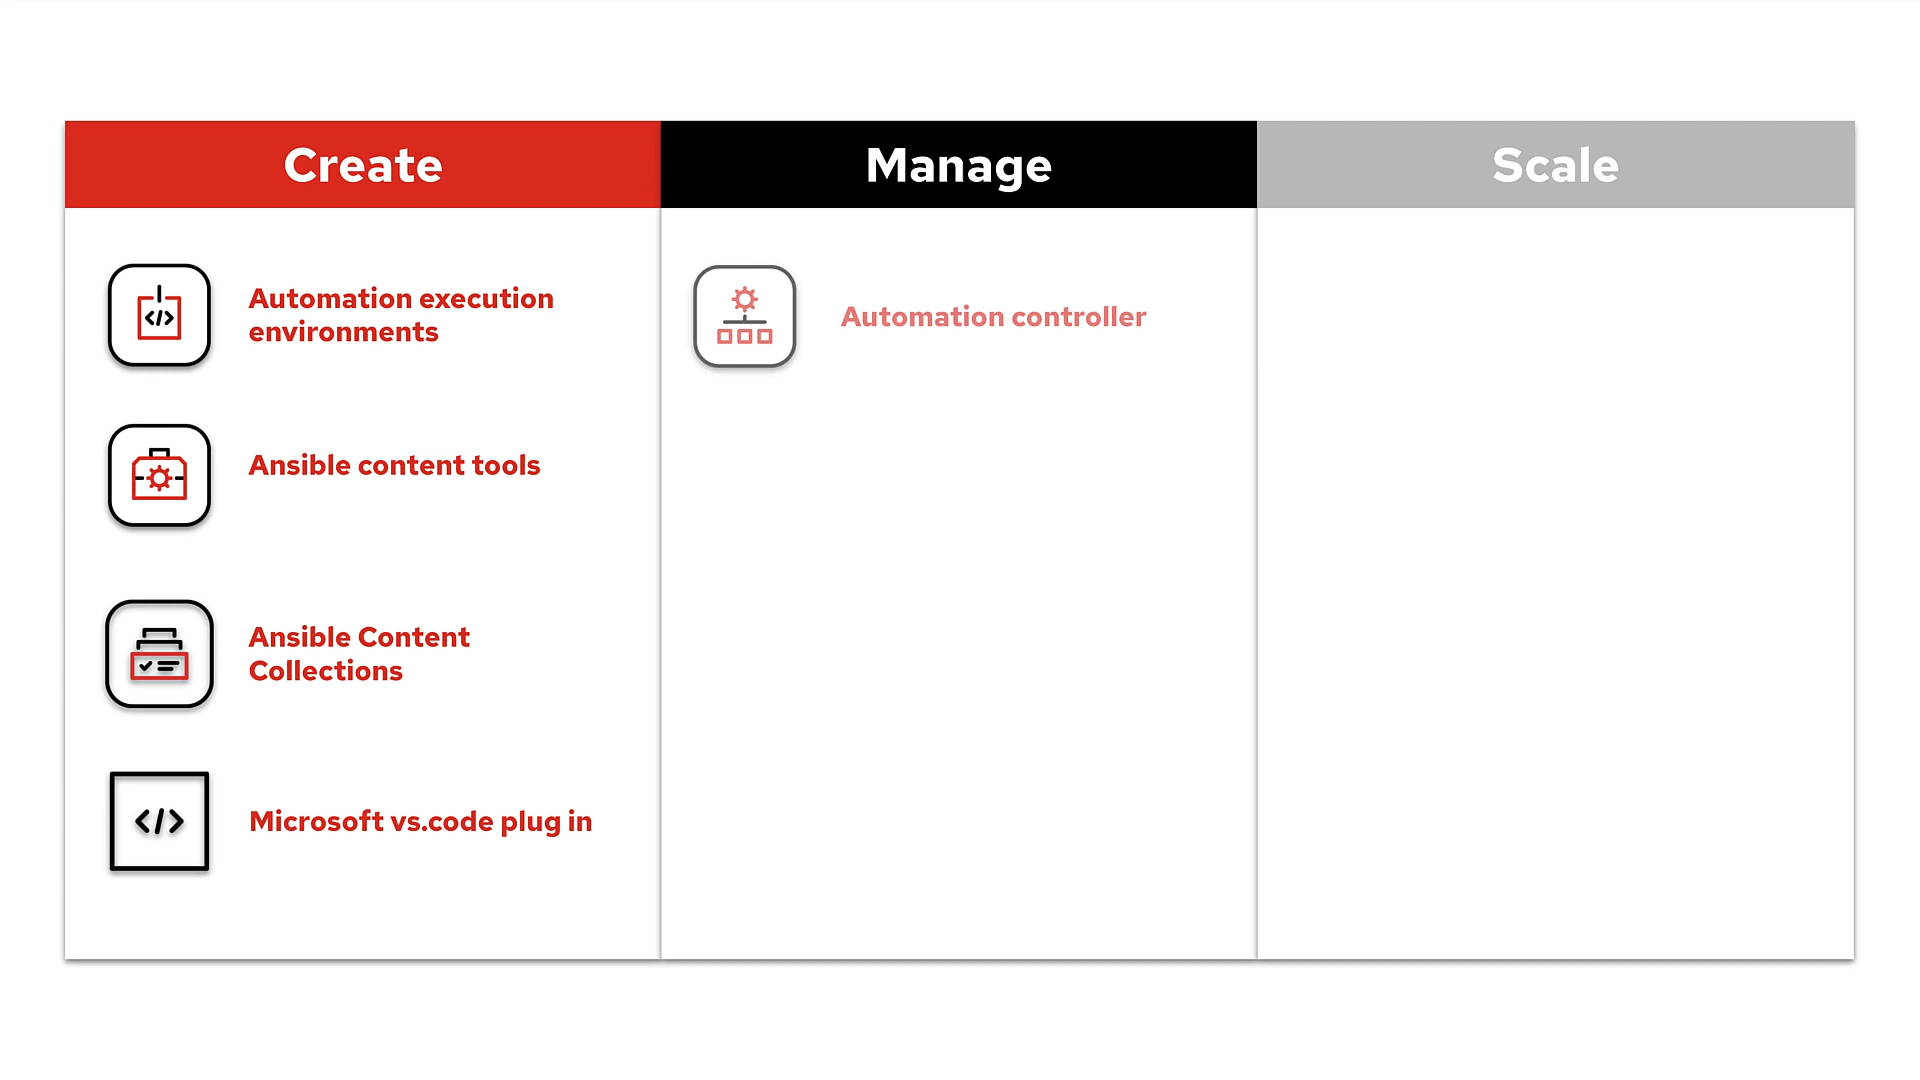 Create
Manage
Scale
Automation execution
environments
Automation controller
Ansible content tools
Ansible Content
Collections
</>
Microsoft vs.code plug in